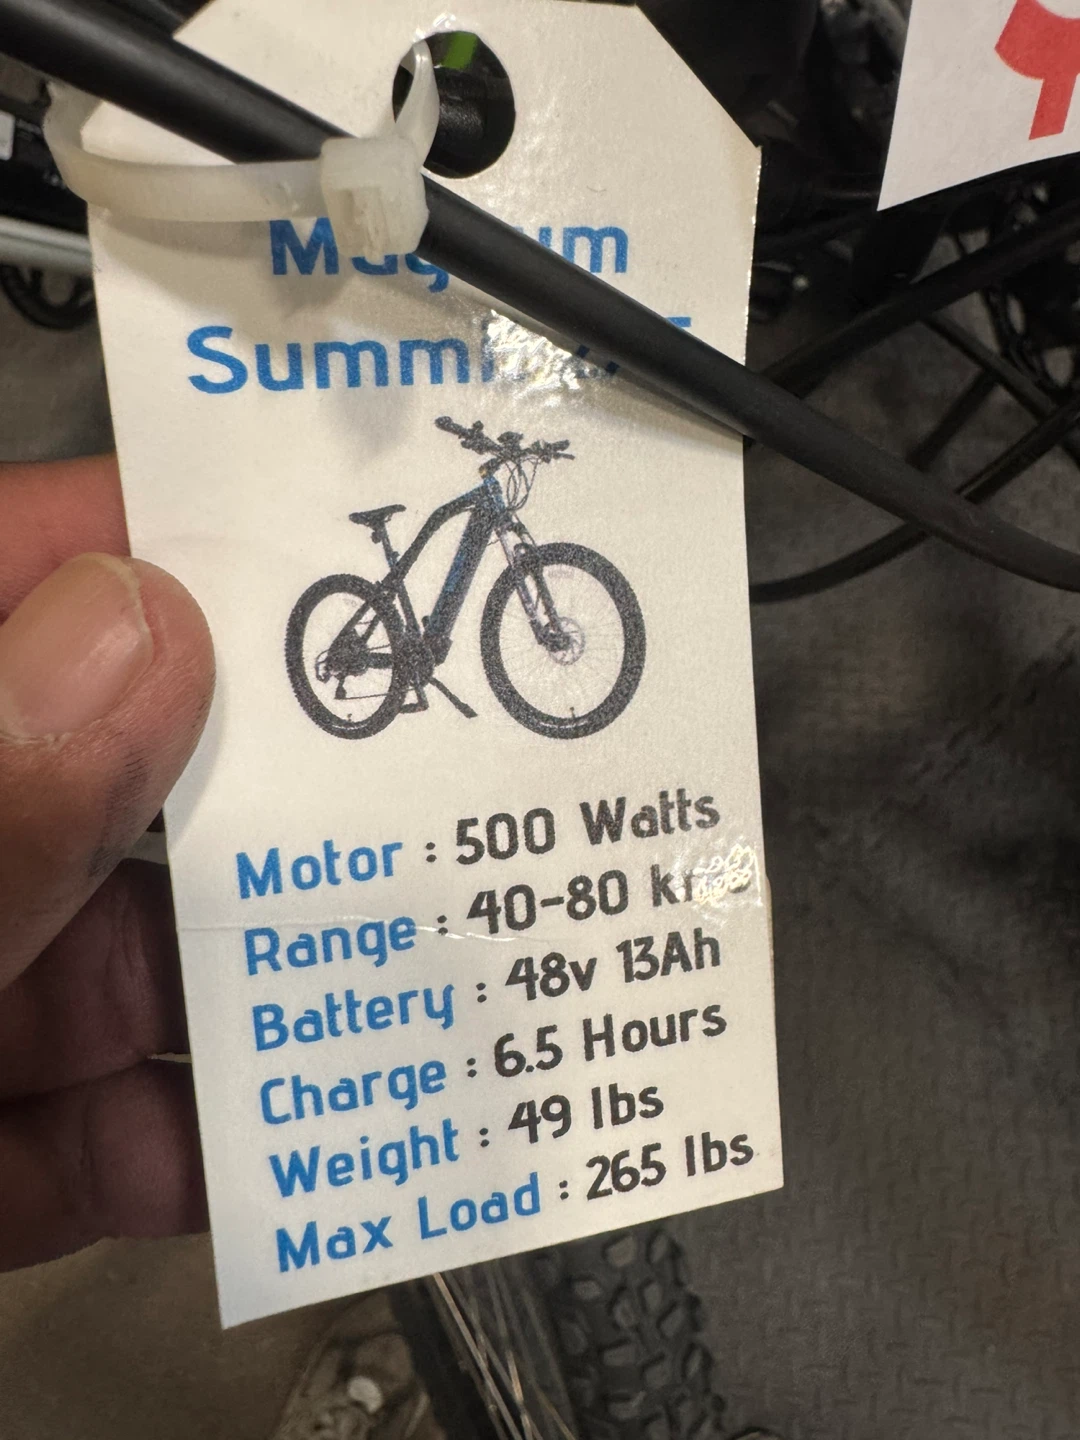 Summi
Motor : 500 Watts
Range : 40-80
Battery : 48v 13Ah
Charge : 6.5 Hours
Weight : 49 lbs
Max Load : 265 lbs